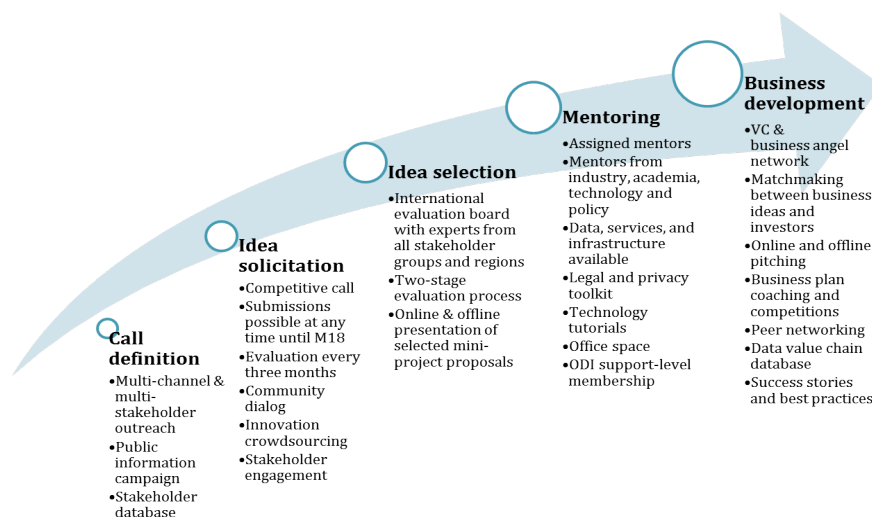 Call
definition
•Multi-channel &
multi-
stakeholder
outreach
•Public
information
campaign
•Stakeholder
database
Idea
solicitation
•Competitive call
•Submissions
possible at any
time until M18
•Evaluation every
three months
•Community
dialog
•Innovation
crowdsourcing
•Stakeholder
engagement
Idea selection
•International
evaluation board
with experts from
all stakeholder
groups and regions
•Two-stage
evaluation process
•Online & offline
presentation of
selected mini-
project proposals
Mentoring
•Assigned mentors
•Mentors from
industry, academia,
technology and
policy
•Data, services, and
infrastructure
available
•Legal and privacy
toolkit
•Technology
tutorials
•Office space
•ODI support-level
membership
Business
development
•VC &
business angel
network
•Matchmaking
between business
ideas and
investors
•Online and offline
pitching
•Business plan
coaching and
competitions
•Peer networking
•Data value chain
database
•Success stories
and best practices